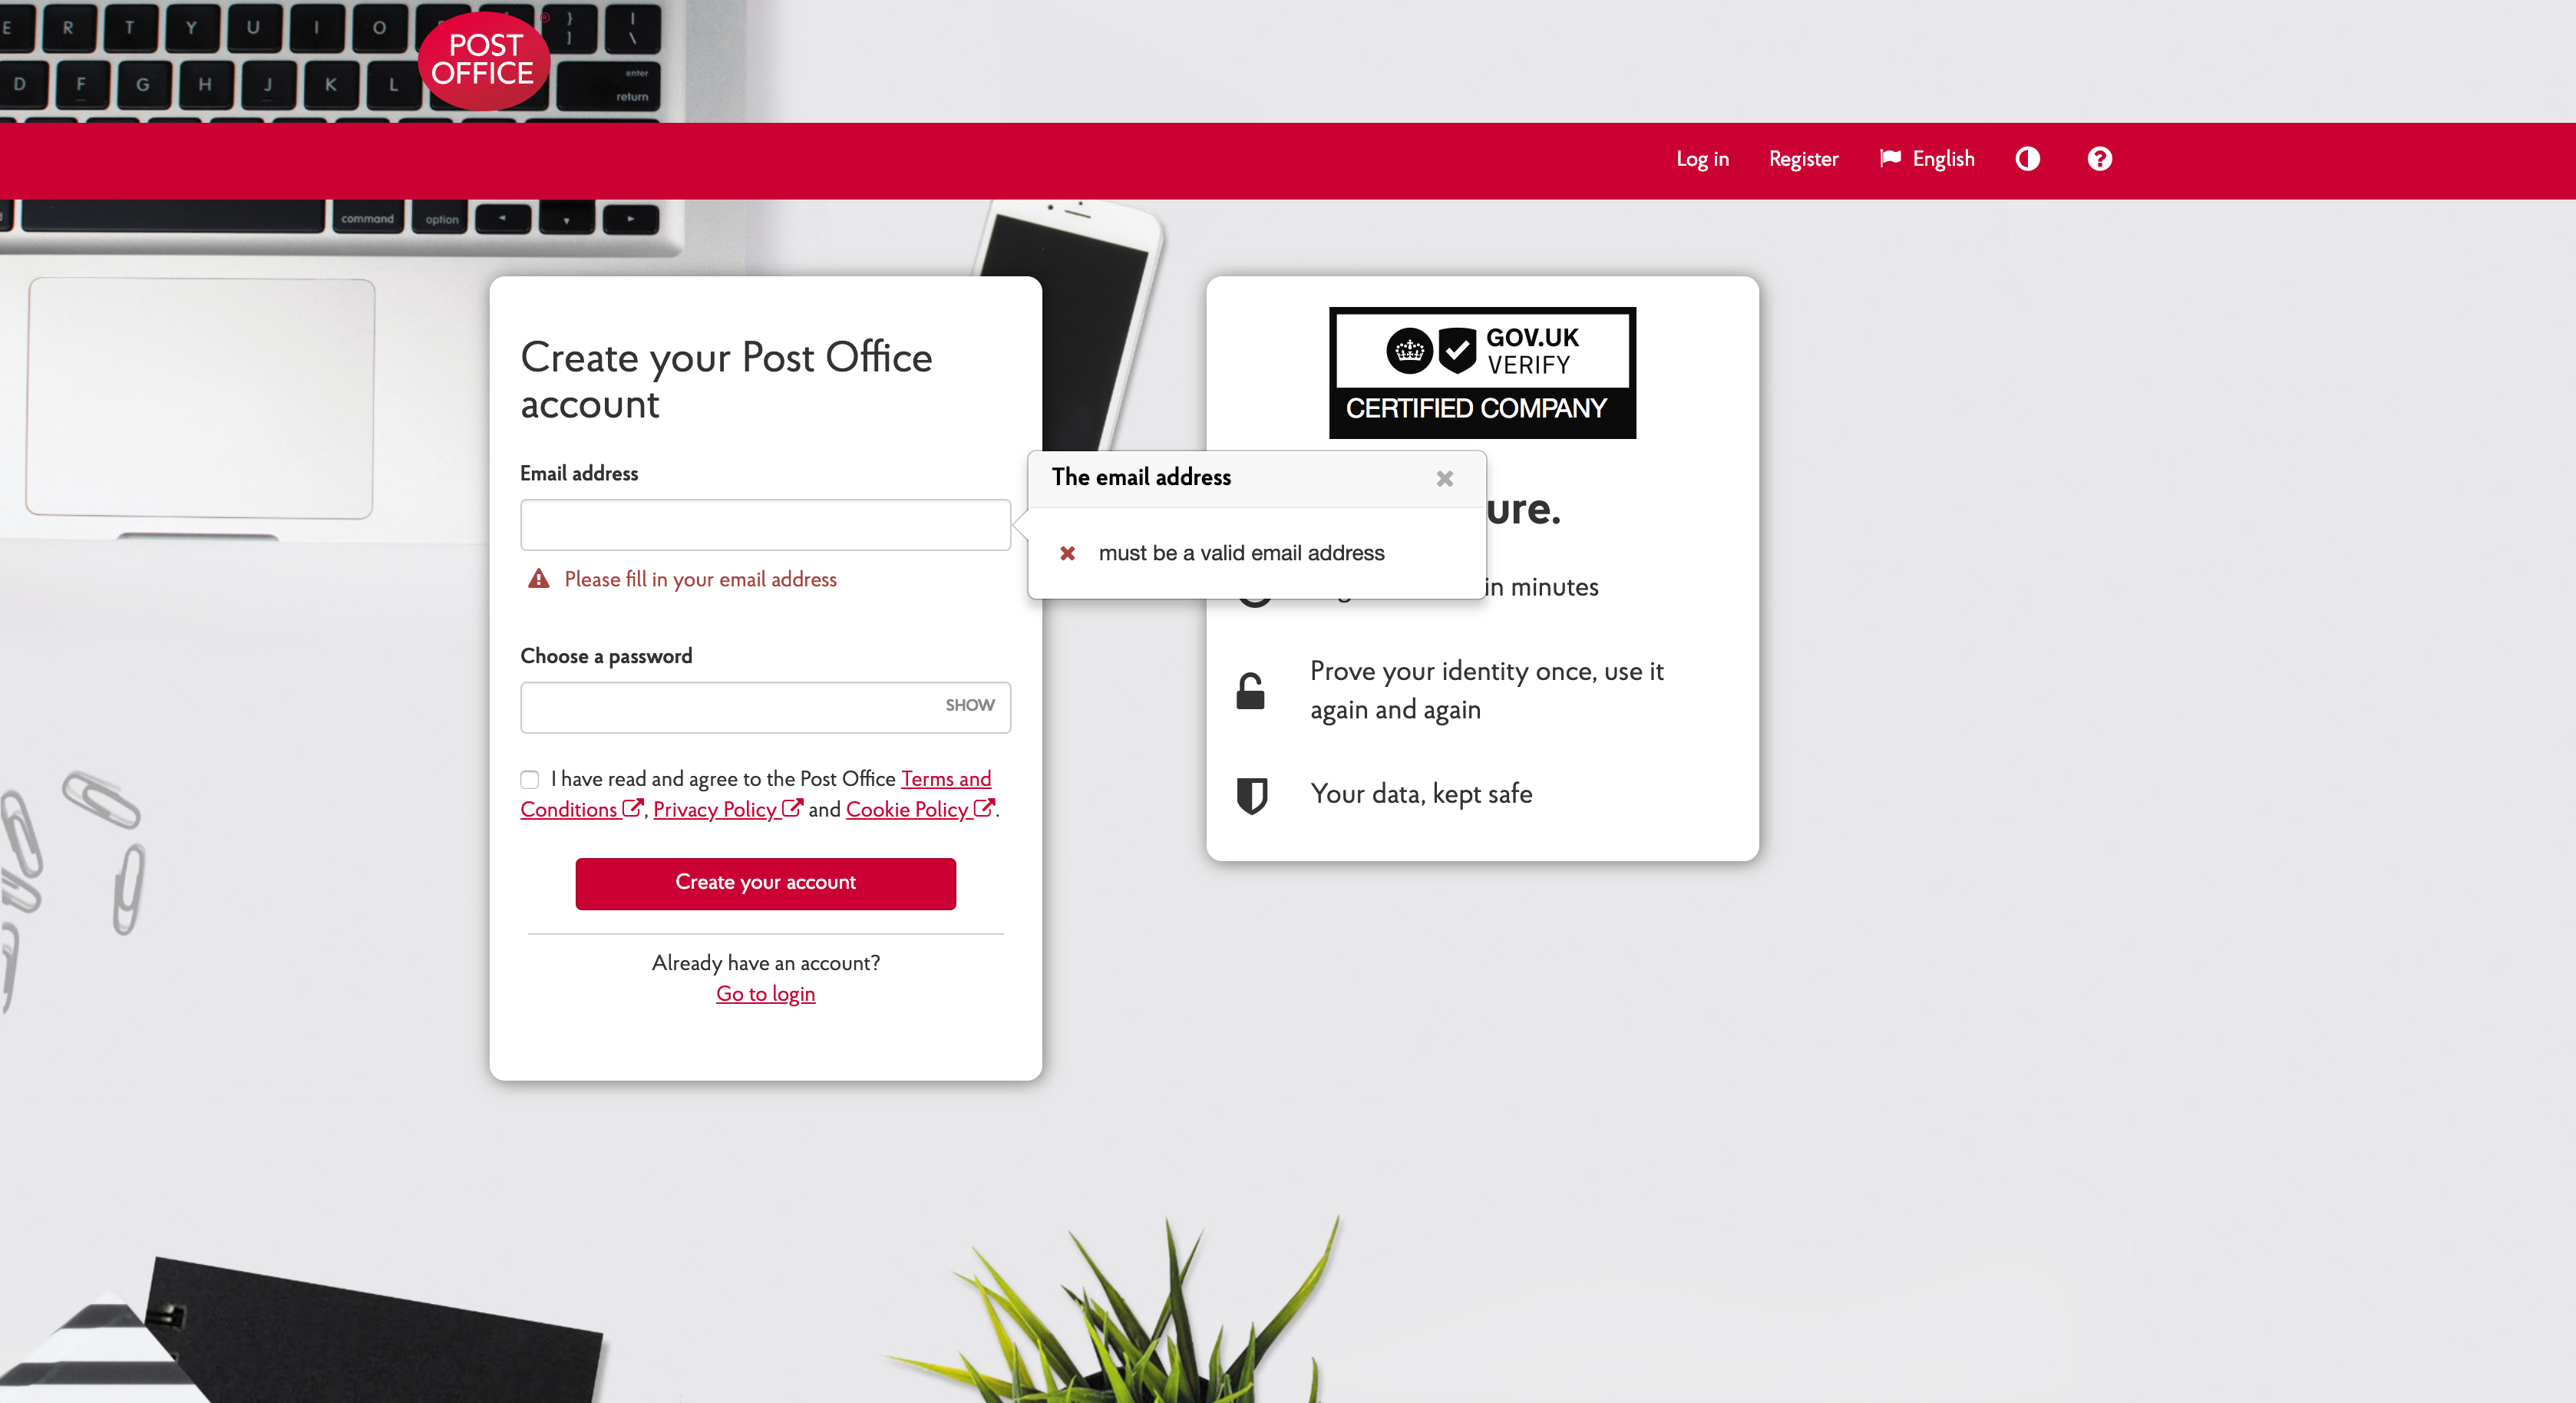 E R T Y U I O } |
] \
POST
OFFICE
®
D F G H J K L enter
return
Log in Register English
command option
Create your Post Office
account
Email address
Please fill in your email address
Choose a password
SHOW
I have read and agree to the Post Office Terms and
Conditions , Privacy Policy and Cookie Policy .
Create your account
Already have an account?
Go to login
The email address
must be a valid email address
GOV.UK
VERIFY
CERTIFIED COMPANY
ure.
in minutes
Prove your identity once, use it
again and again
Your data, kept safe